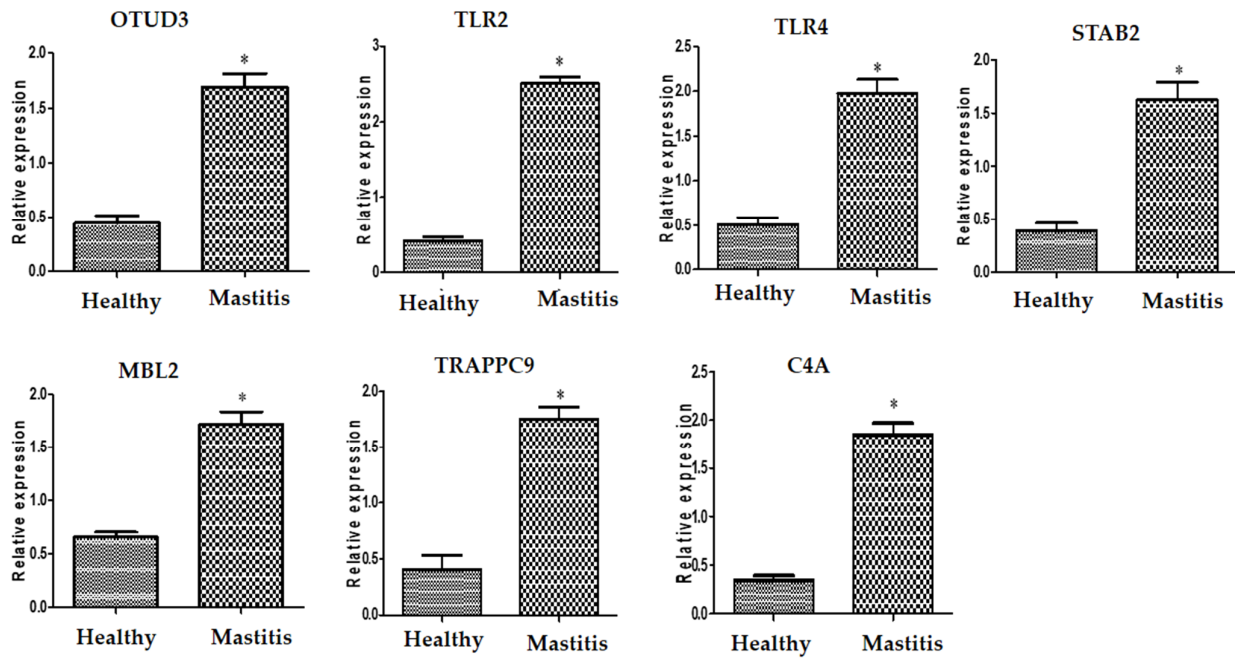 OTUD3
TLR2
TLR4
STAB2
Relative expression
2.0
1.5
1.0
0.5
0.0
*
Healthy Mastitis
Relative expression
3
2
1
0
*
Healthy Mastitis
Relative expression
2.5
2.0
1.5
1.0
0.5
0.0
*
Healthy Mastitis
Relative expression
2.0
1.5
1.0
0.5
0.0
*
Healthy Mastitis
MBL2
TRAPPC9
C4A
Relative expression
2.0
1.5
1.0
0.5
0.0
*
Healthy Mastitis
Relative expression
2.0
1.5
1.0
0.5
0.0
*
Healthy Mastitis
Relative expression
2.5
2.0
1.5
1.0
0.5
0.0
*
Healthy Mastitis